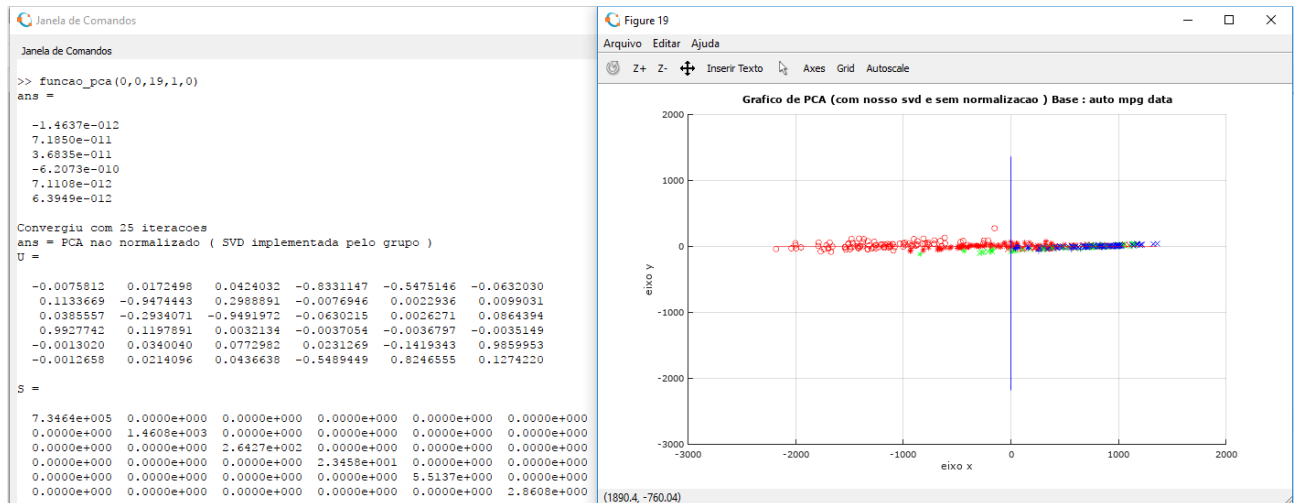 Janela de Comandos
Janela de Comandos
>> funcao_pca(0,0,19,1,0)
ans =
-1.4637e-012
7.1850e-011
3.6835e-011
-6.2073e-010
7.1108e-012
6.3949e-012
Convergiu com 25 iteracoes
ans = PCA nao normalizado ( SVD implementada pelo grupo )
U =
-0.0075812 0.0172498 0.0424032 -0.8331147 -0.5475146 -0.0632030
0.1133669 -0.9474443 0.2988891 -0.0076946 0.0022936 0.0099031
0.0385557 -0.2934071 -0.9491972 -0.0630215 0.0026271 0.0864394
0.9927742 0.1197891 0.0032134 -0.0037054 -0.0036797 -0.0035149
-0.0013020 0.0340040 0.0772982 0.0231269 -0.1419343 0.9859953
-0.0012658 0.0214096 0.0436638 -0.5489449 0.8246555 0.1274220
S =
7.3464e+005 0.0000e+000 0.0000e+000 0.0000e+000 0.0000e+000 0.0000e+000
0.0000e+000 1.4608e+003 0.0000e+000 0.0000e+000 0.0000e+000 0.0000e+000
0.0000e+000 0.0000e+000 2.6427e+002 0.0000e+000 0.0000e+000 0.0000e+000
0.0000e+000 0.0000e+000 0.0000e+000 2.3458e+001 0.0000e+000 0.0000e+000
0.0000e+000 0.0000e+000 0.0000e+000 0.0000e+000 5.5137e+000 0.0000e+000
0.0000e+000 0.0000e+000 0.0000e+000 0.0000e+000 0.0000e+000 2.8608e+000
Figure 19
Arquivo Editar Ajuda
Z+ Z- Inserir Texto Axes Grid Autoscale
Grafico de PCA (com nosso svd e sem normalizacao ) Base : auto mpg data
2000
1000
0
-1000
-2000
-3000
eixo y
-3000 -2000 -1000 0 1000 2000
eixo x
(1890.4, -760.04)